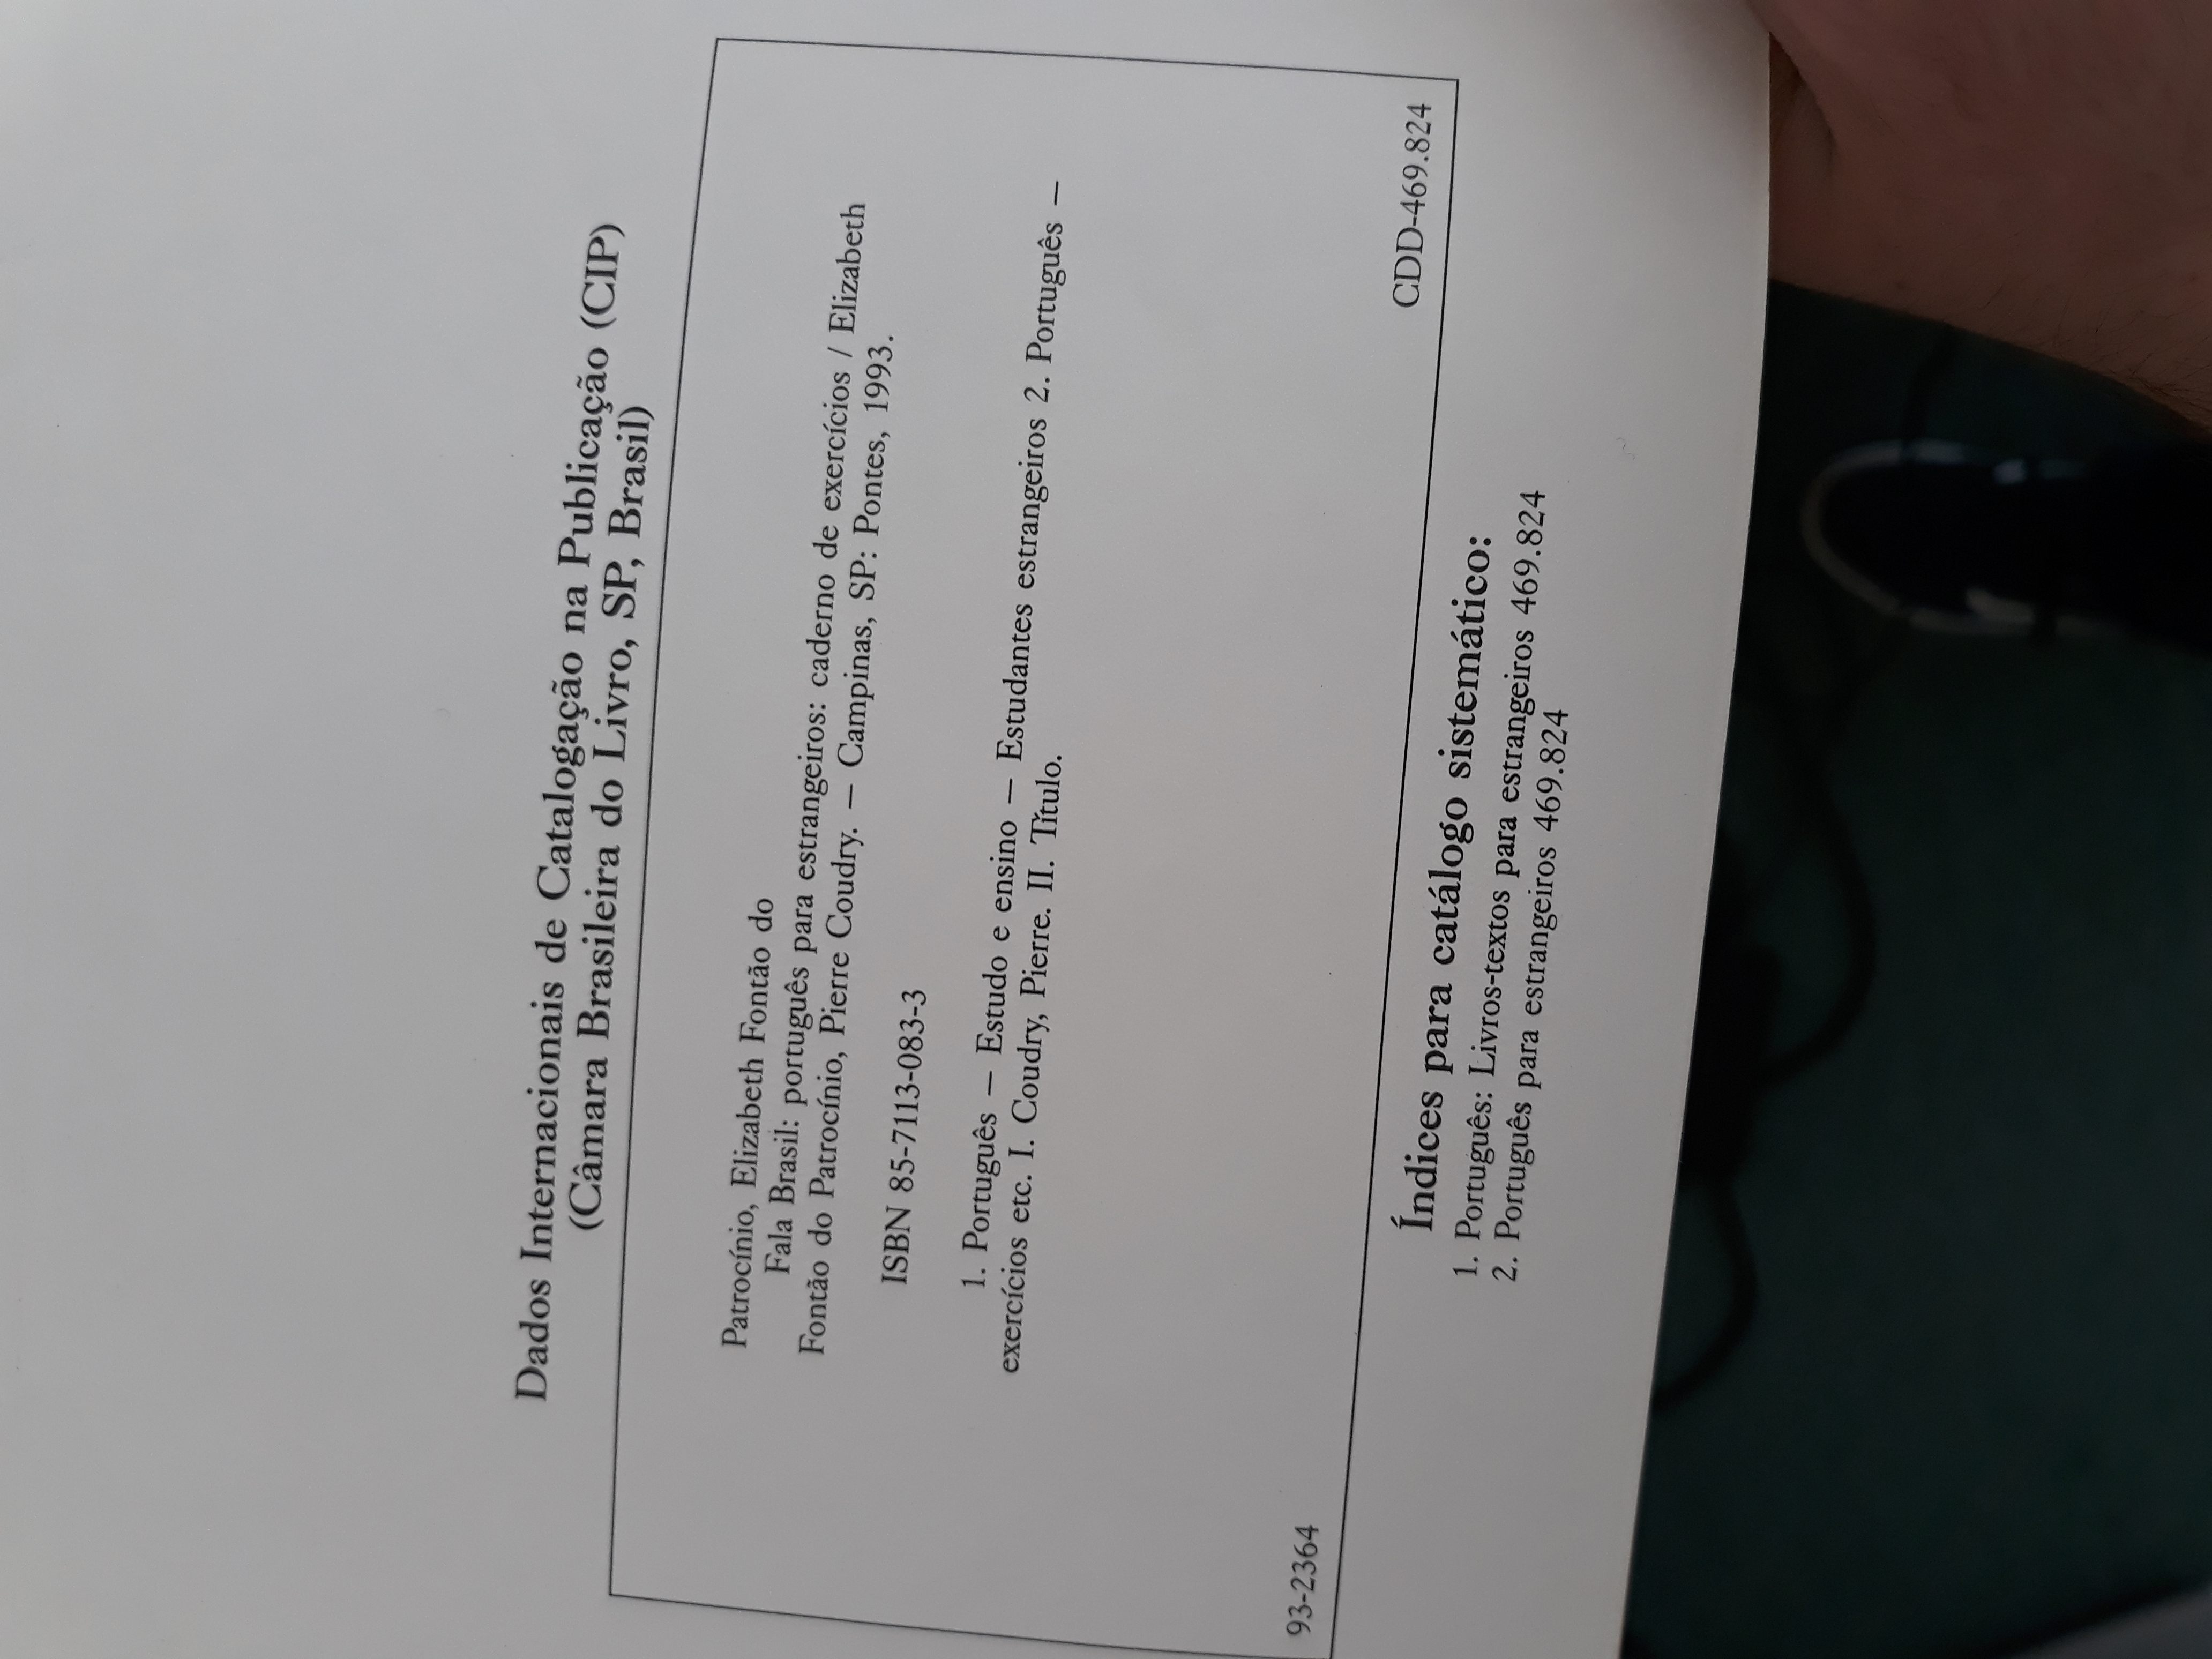 Dados Internacionais de Catalogação na Publicação (CIP)
(Câmara Brasileira do Livro, SP, Brasil)
Patrocínio, Elizabeth Fontão do
Fala Brasil: português para estrangeiros: caderno de exercícios / Elizabeth
Fontão do Patrocínio, Pierre Coudry. — Campinas, SP: Pontes, 1993.
ISBN 85-7113-083-3
1. Português — Estudo e ensino — Estudantes estrangeiros 2. Português —
exercícios etc. I. Coudry, Pierre. II. Título.
93-2364
CDD-469.824
Índices para catálogo sistemático:
1. Português: Livros-textos para estrangeiros 469.824
2. Português para estrangeiros 469.824